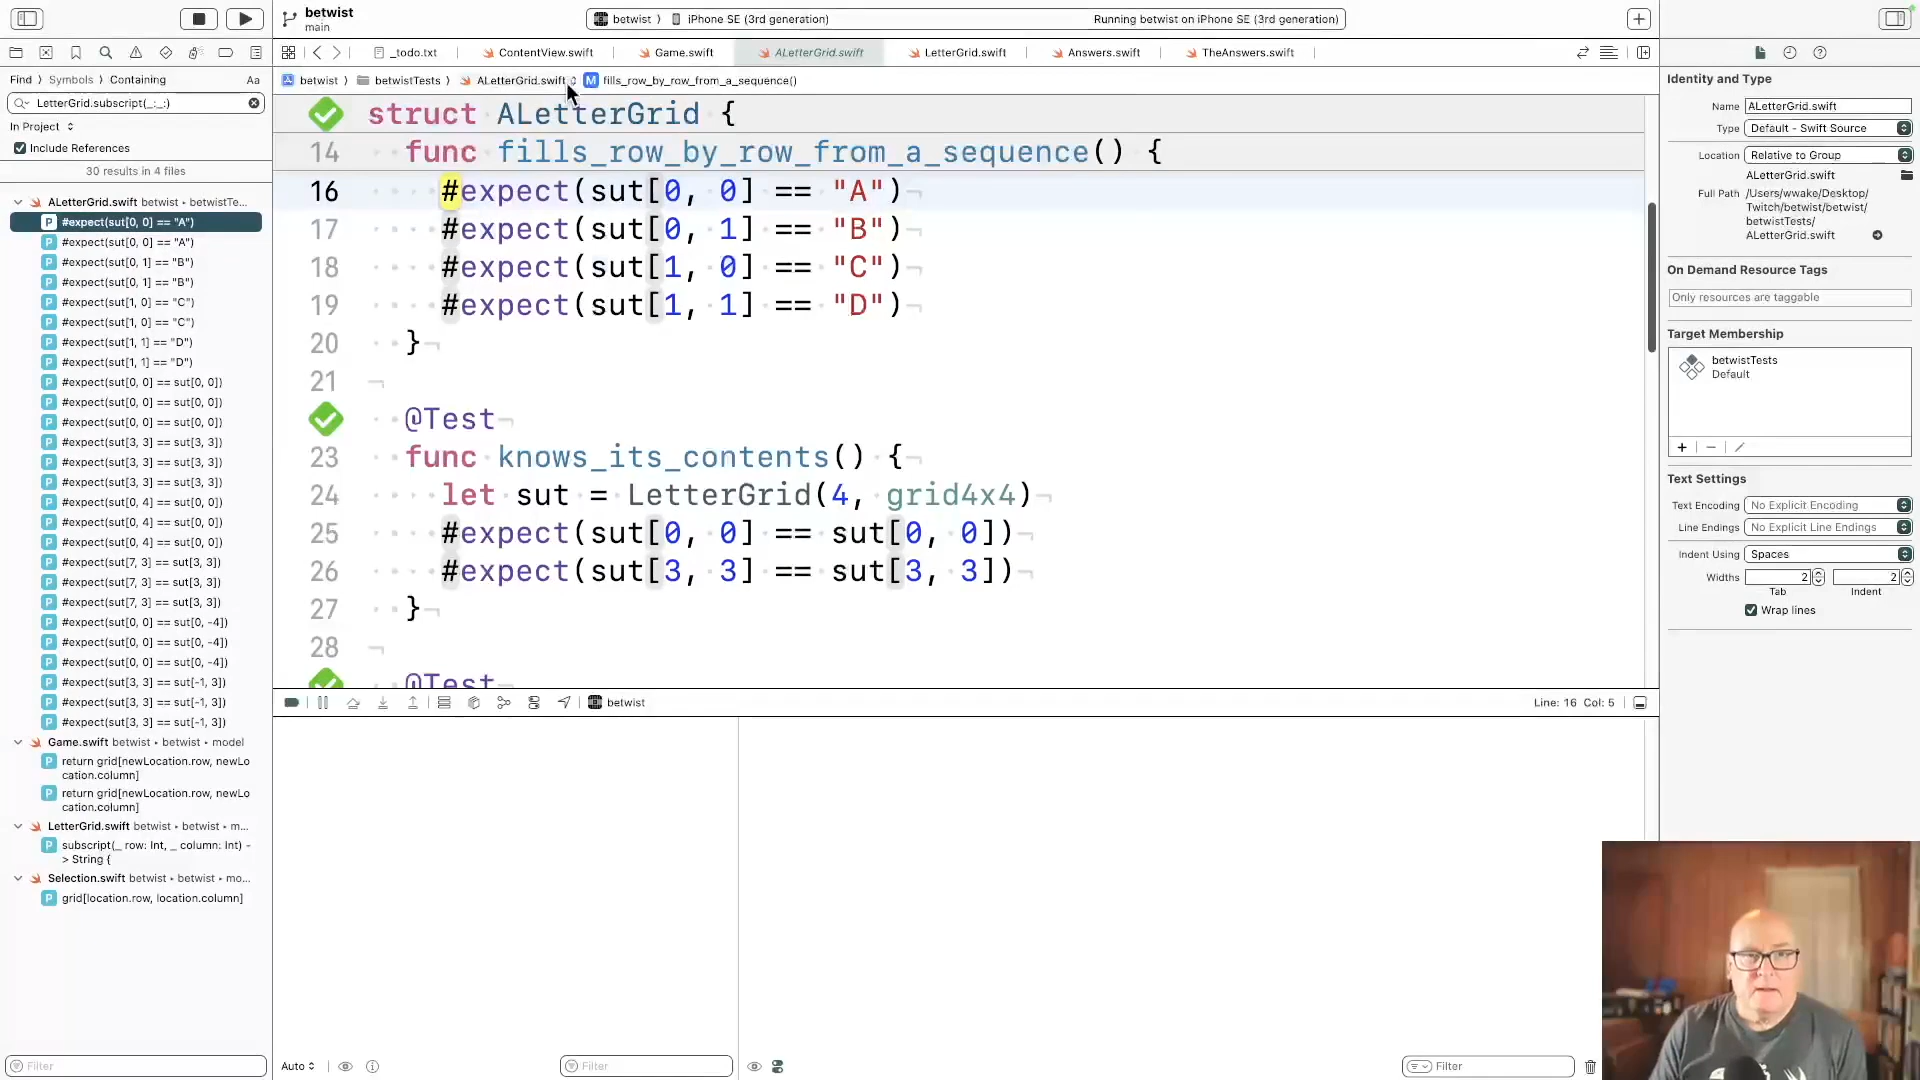 betwist
main
betwist 〉 iPhone SE (3rd generation)
Running betwist on iPhone SE (3rd generation)
_todo.txt
ContentView.swift
Game.swift
ALetterGrid.swift
LetterGrid.swift
Answers.swift
TheAnswers.swift
Find 〉 Symbols 〉 Containing
Aa
betwist 〉 betwistTests 〉 ALetterGrid.swift 〉 M fills_row_by_row_from_a_sequence()
LetterGrid.subscript(_:_:)
In Project
Include References
30 results in 4 files
ALetterGrid.swift betwist • betwistTe...
P #expect(sut[0, 0] == "A")
P #expect(sut[0, 0] == "A")
P #expect(sut[0, 1] == "B")
P #expect(sut[0, 1] == "B")
P #expect(sut[1, 0] == "C")
P #expect(sut[1, 0] == "C")
P #expect(sut[1, 1] == "D")
P #expect(sut[1, 1] == "D")
P #expect(sut[0, 0] == sut[0, 0])
P #expect(sut[0, 0] == sut[0, 0])
P #expect(sut[0, 0] == sut[0, 0])
P #expect(sut[3, 3] == sut[3, 3])
P #expect(sut[3, 3] == sut[3, 3])
P #expect(sut[3, 3] == sut[3, 3])
P #expect(sut[0, 4] == sut[0, 0])
P #expect(sut[0, 4] == sut[0, 0])
P #expect(sut[0, 4] == sut[0, 0])
P #expect(sut[7, 3] == sut[3, 3])
P #expect(sut[7, 3] == sut[3, 3])
P #expect(sut[7, 3] == sut[3, 3])
P #expect(sut[0, 0] == sut[0, -4])
P #expect(sut[0, 0] == sut[0, -4])
P #expect(sut[0, 0] == sut[0, -4])
P #expect(sut[3, 3] == sut[-1, 3])
P #expect(sut[3, 3] == sut[-1, 3])
P #expect(sut[3, 3] == sut[-1, 3])
Game.swift betwist • betwist • model
P return grid[newLocation.row, newLo
cation.column]
P return grid[newLocation.row, newLo
cation.column]
LetterGrid.swift betwist • betwist • m...
P subscript(_ row: Int, _ column: Int) -
> String {
Selection.swift betwist • betwist • mo...
P grid[location.row, location.column]
Filter
struct ALetterGrid {
14 func fills_row_by_row_from_a_sequence() {
16 #expect(sut[0, 0] == "A")
17 #expect(sut[0, 1] == "B")
18 #expect(sut[1, 0] == "C")
19 #expect(sut[1, 1] == "D")
20 }
21
@Test
23 func knows_its_contents() {
24 let sut = LetterGrid(4, grid4x4)
25 #expect(sut[0, 0] == sut[0, 0])
26 #expect(sut[3, 3] == sut[3, 3])
27 }
28
@Test
betwist
Line: 16 Col: 5
Auto
Filter
Filter
Identity and Type
Name ALetterGrid.swift
Type Default - Swift Source
Location Relative to Group
ALetterGrid.swift
Full Path /Users/wwake/Desktop/
Twitch/betwist/betwist/
betwistTests/
ALetterGrid.swift
On Demand Resource Tags
Only resources are taggable
Target Membership
betwistTests
Default
Text Settings
Text Encoding No Explicit Encoding
Line Endings No Explicit Line Endings
Indent Using Spaces
Widths 2 2
Tab Indent
Wrap lines